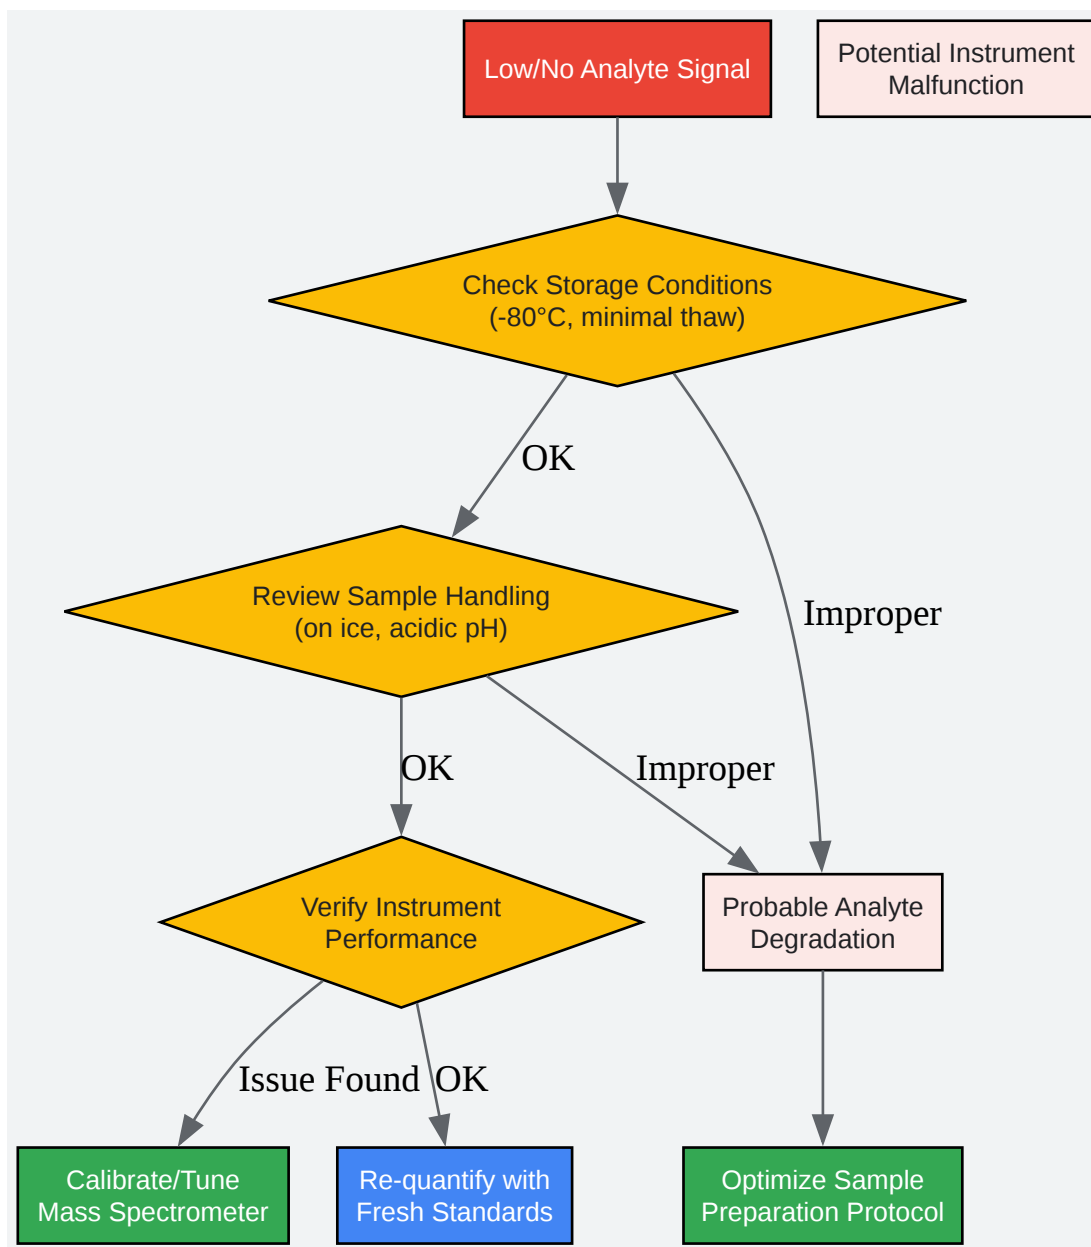 Low/No Analyte Signal
Potential Instrument
Malfunction
Check Storage Conditions
(-80°C, minimal thaw)
OK
Review Sample Handling
(on ice, acidic pH)
Improper
OK
Improper
Verify Instrument
Performance
Probable Analyte
Degradation
Issue Found
OK
Calibrate/Tune
Mass Spectrometer
Re-quantify with
Fresh Standards
Optimize Sample
Preparation Protocol